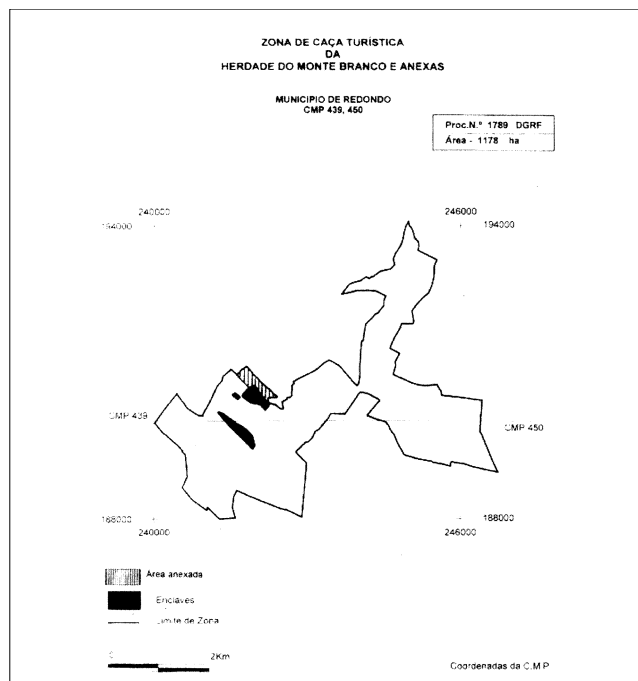 ZONA DE CAÇA TURÍSTICA
DA
HERDADE DO MONTE BRANCO E ANEXAS
MUNICIPIO DE REDONDO
CMP 439, 450
Proc.N.º 1789 DGRF
Área - 1178 ha
240000 246000
194000 194000
CMP 439 CMP 450
188000 188000
240000 246000
Área anexada
Enclaves
Limite de Zona
0 2Km
Coordenadas da C.M.P